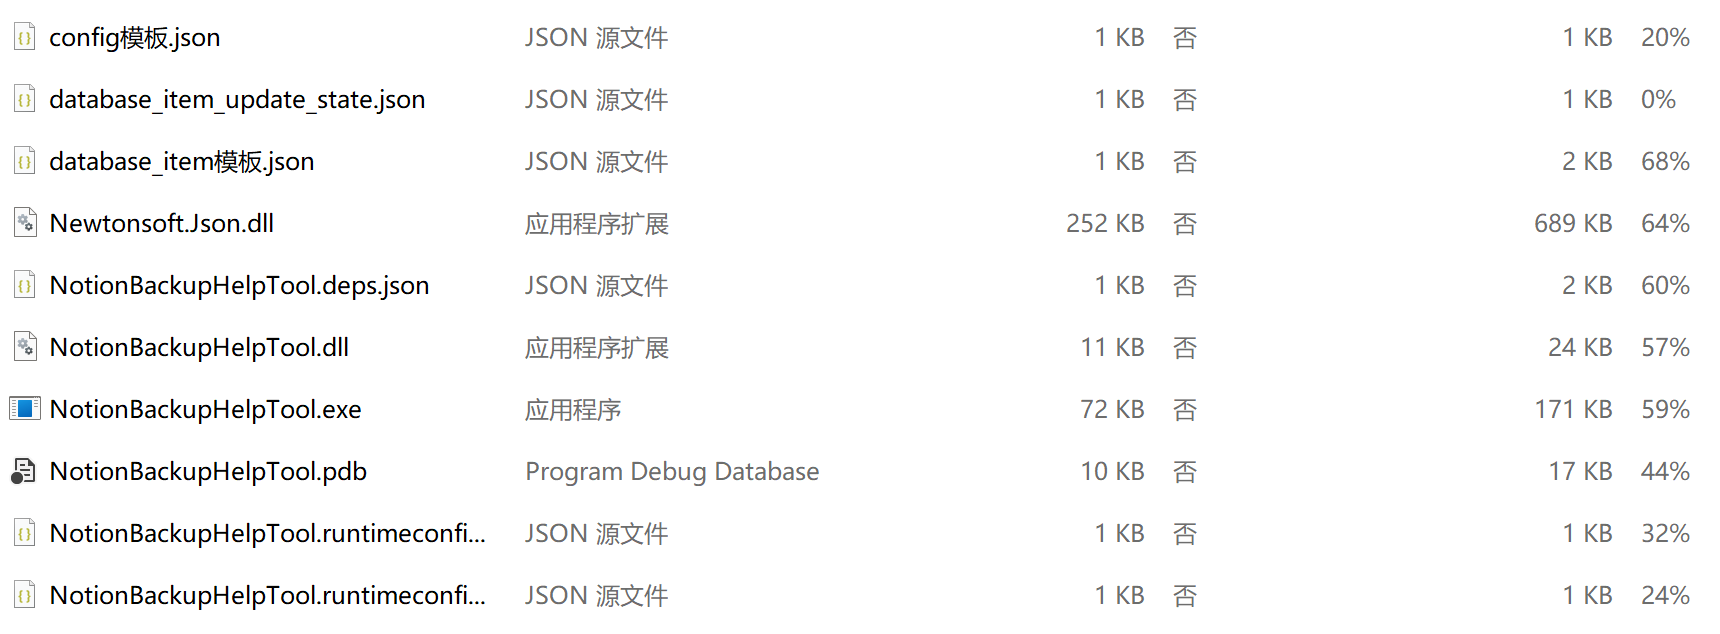 config模板.json JSON 源文件 1 KB 否 1 KB 20%
database_item_update_state.json JSON 源文件 1 KB 否 1 KB 0%
database_item模板.json JSON 源文件 1 KB 否 2 KB 68%
Newtonsoft.Json.dll 应用程序扩展 252 KB 否 689 KB 64%
NotionBackupHelpTool.deps.json JSON 源文件 1 KB 否 2 KB 60%
NotionBackupHelpTool.dll 应用程序扩展 11 KB 否 24 KB 57%
NotionBackupHelpTool.exe 应用程序 72 KB 否 171 KB 59%
NotionBackupHelpTool.pdb Program Debug Database 10 KB 否 17 KB 44%
NotionBackupHelpTool.runtimeconfi... JSON 源文件 1 KB 否 1 KB 32%
NotionBackupHelpTool.runtimeconfi... JSON 源文件 1 KB 否 1 KB 24%